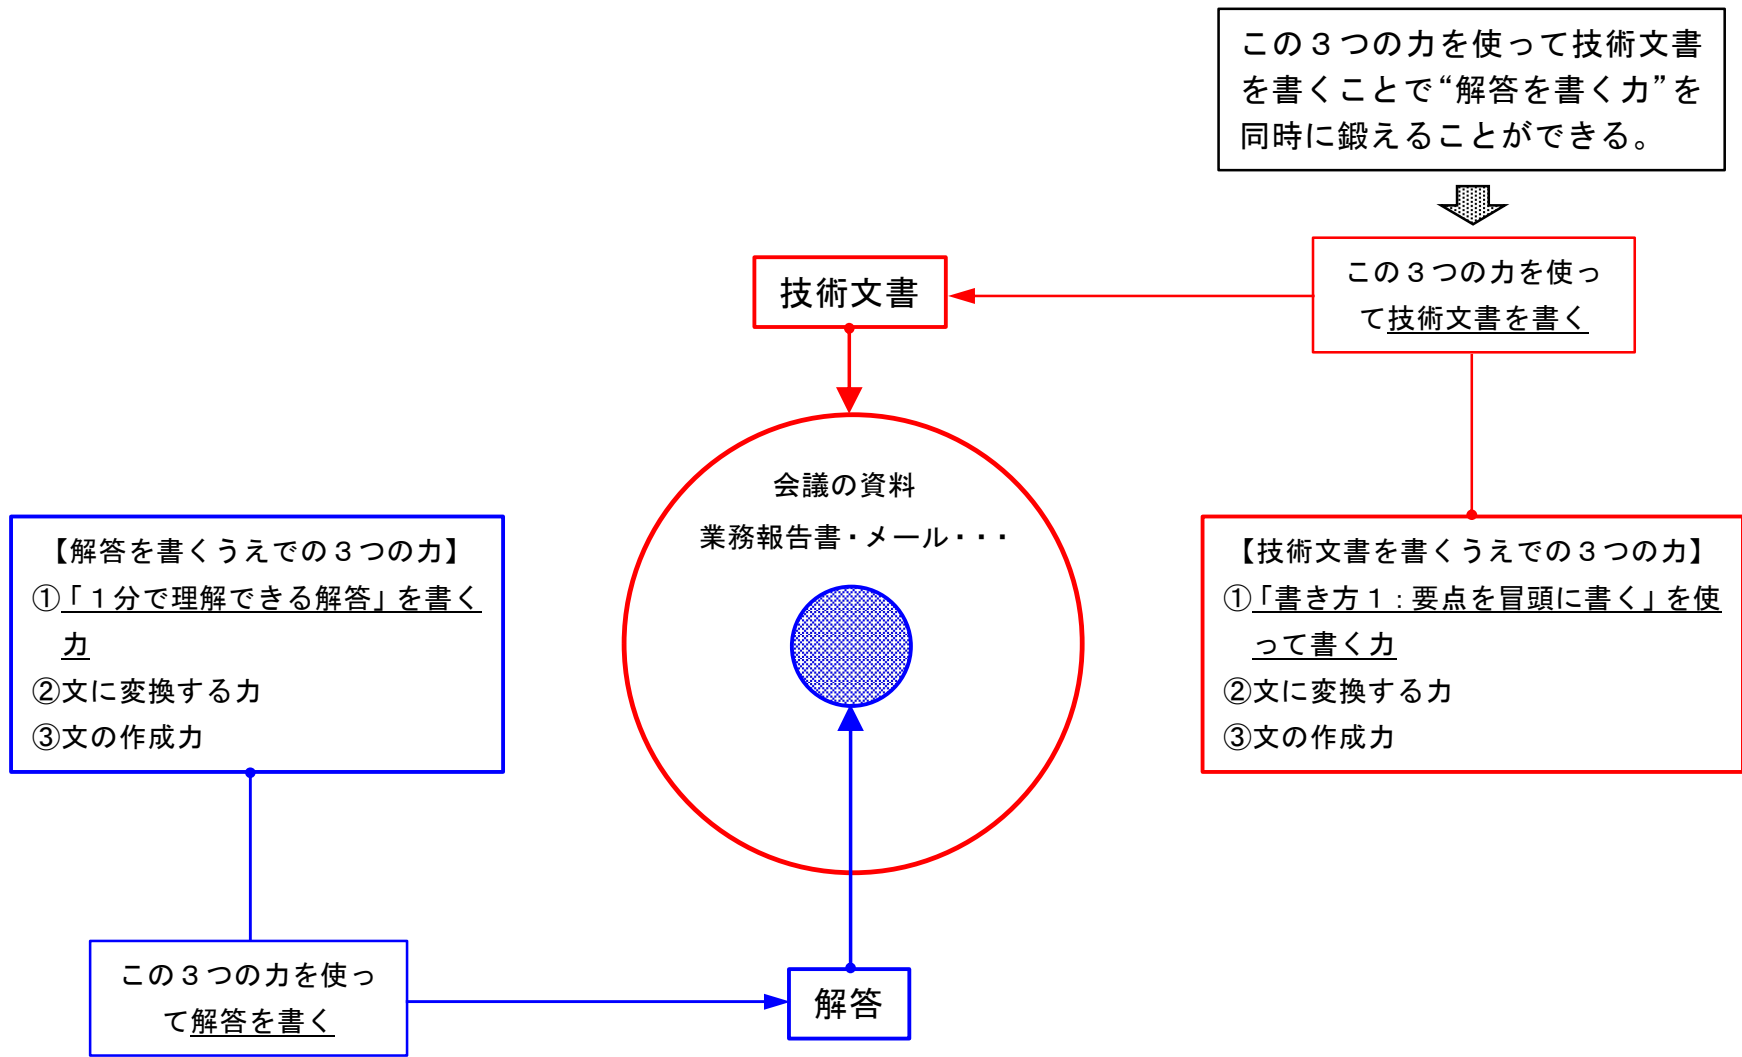 この３つの力を使って技術文書
を書くことで“解答を書く力”を
同時に鍛えることができる。
この３つの力を使っ
て技術文書を書く
技術文書
会議の資料
業務報告書・メール・・・
【解答を書くうえでの３つの力】
①「１分で理解できる解答」を書く
力
②文に変換する力
③文の作成力
【技術文書を書くうえでの３つの力】
①「書き方１：要点を冒頭に書く」を使
って書く力
②文に変換する力
③文の作成力
この３つの力を使っ
て解答を書く
解答